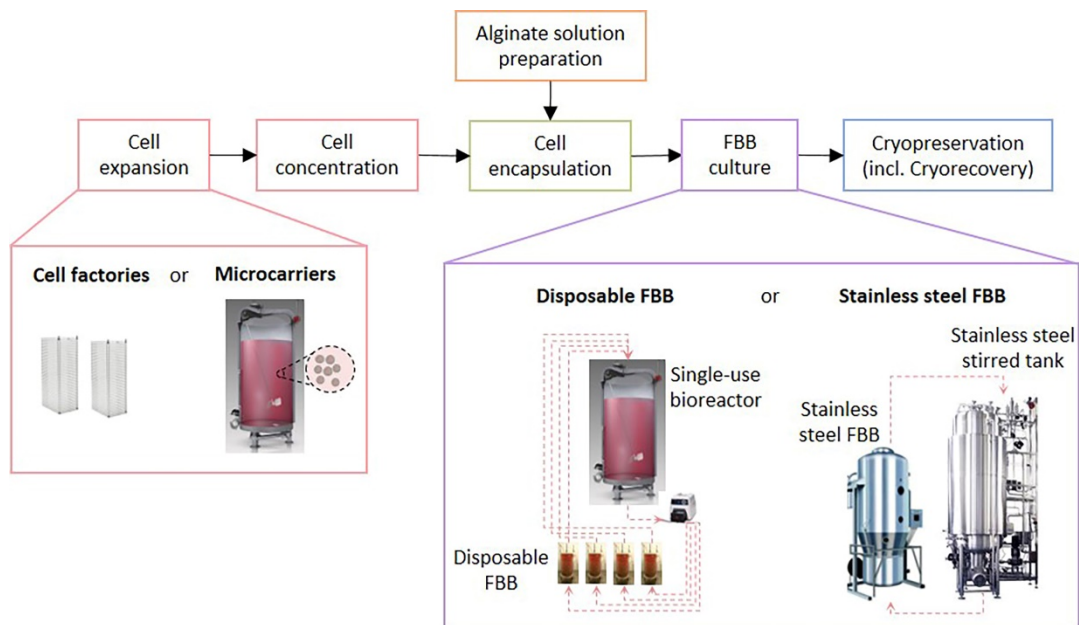 Alginate solution
preparation
Cell
expansion
Cell
concentration
Cell
encapsulation
FBB
culture
Cryopreservation
(incl. Cryorecovery)
Cell factories or Microcarriers
Disposable FBB or Stainless steel FBB
Single-use
bioreactor
Disposable
FBB
Stainless steel
stirred tank
Stainless
steel FBB